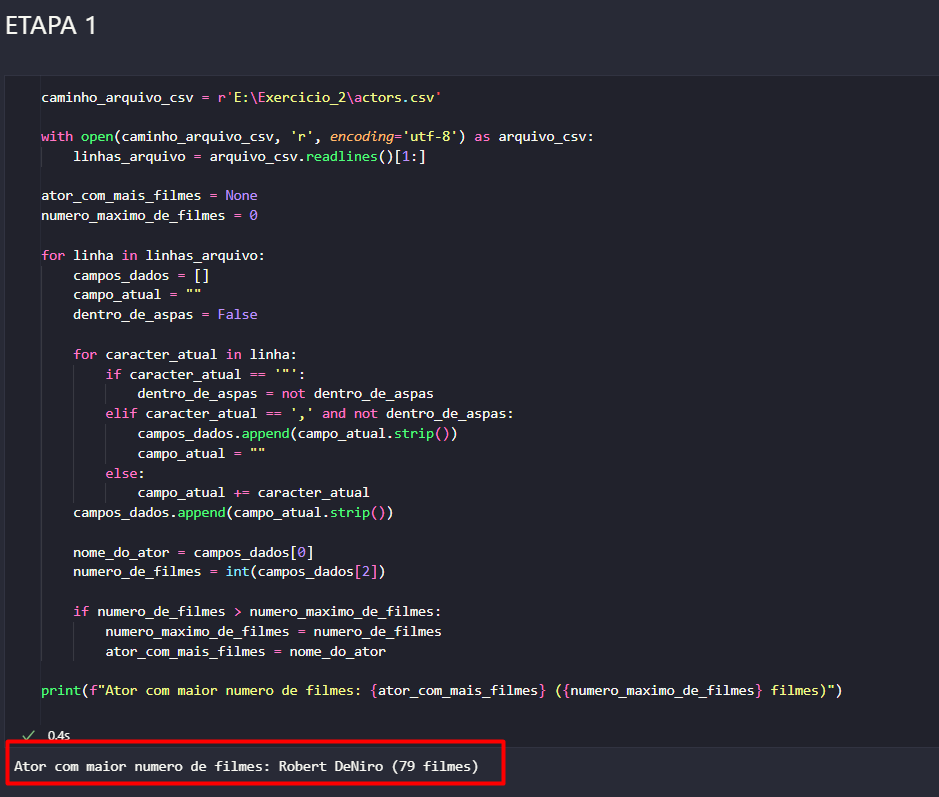 ETAPA 1
caminho_arquivo_csv = r'E:\Exercicio_2\actors.csv'
with open(caminho_arquivo_csv, 'r', encoding='utf-8') as arquivo_csv:
    linhas_arquivo = arquivo_csv.readlines()[1:]
ator_com_mais_filmes = None
numero_maximo_de_filmes = 0
for linha in linhas_arquivo:
    campos_dados = []
    campo_atual = ""
    dentro_de_aspas = False
    for caracter_atual in linha:
        if caracter_atual == '"':
            dentro_de_aspas = not dentro_de_aspas
        elif caracter_atual == ',' and not dentro_de_aspas:
            campos_dados.append(campo_atual.strip())
            campo_atual = ""
        else:
            campo_atual += caracter_atual
    campos_dados.append(campo_atual.strip())
    nome_do_ator = campos_dados[0]
    numero_de_filmes = int(campos_dados[2])
    if numero_de_filmes > numero_maximo_de_filmes:
        numero_maximo_de_filmes = numero_de_filmes
        ator_com_mais_filmes = nome_do_ator
print(f"Ator com maior numero de filmes: {ator_com_mais_filmes} ({numero_maximo_de_filmes} filmes)")
0.4s
Ator com maior numero de filmes: Robert DeNiro (79 filmes)